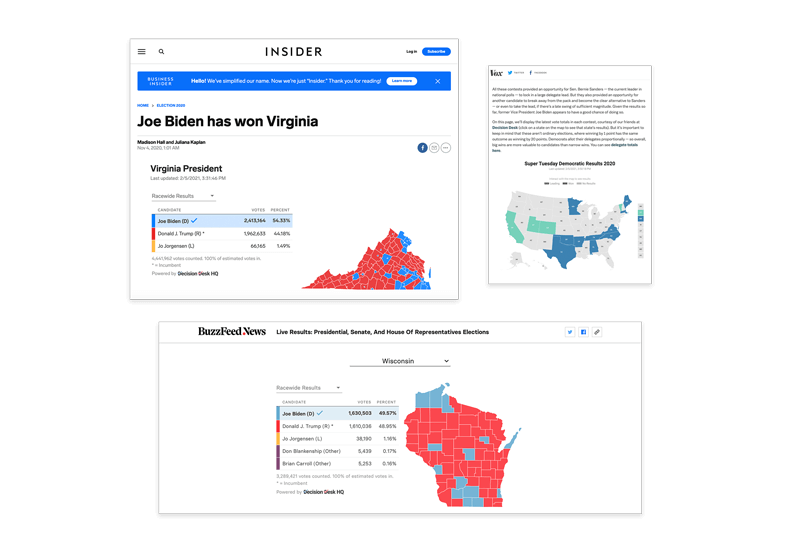 INSIDER
Log in
Subscribe
BUSINESS
INSIDER
Hello! We've simplified our name. Now we're just "Insider." Thank you for reading!
Learn more
HOME
ELECTION 2020
Joe Biden has won Virginia
Madison Hall and Juliana Kaplan
Nov 4, 2020, 1:01 AM
Virginia President
Last updated: 2/5/2021, 3:31:46 PM
Racewide Results
CANDIDATE VOTES PERCENT
Joe Biden (D) 2,413,164 54.33%
Donald J. Trump (R) * 1,962,633 44.18%
Jo Jorgensen (L) 66,165 1.49%
4,441,962 votes counted. 100% of estimated votes in.
* = Incumbent
Powered by Decision Desk HQ
Vox
TWITTER
FACEBOOK
All these contests provided an opportunity for Sen. Bernie Sanders — the current leader in
national polls — to lock in a large delegate lead. But they also provided an opportunity for
another candidate to break away from the pack and become the clear alternative to Sanders
— or even to take the lead, if there's a late swing of sufficient magnitude. Given the results so
far, former Vice President Joe Biden appears to have a good chance of doing so.
On this page, we'll display the latest vote totals in each contest, courtesy of our friends at
Decision Desk (click on a state on the map to see that state's results). But it's important to
keep in mind that these aren't ordinary elections, where winning by 1 point has the same
outcome as winning by 20 points. Democrats allot their delegates proportionally — so overall,
big wins are more valuable to candidates than narrow wins. You can see delegate totals
here.
Super Tuesday Democratic Results 2020
BuzzFeed News
Live Results: Presidential, Senate, And House Of Representatives Elections
Wisconsin
Racewide Results
CANDIDATE VOTES PERCENT
Joe Biden (D) 1,630,503 49.57%
Donald J. Trump (R) * 1,610,036 48.95%
Jo Jorgensen (L) 38,190 1.16%
Don Blankenship (Other) 5,439 0.17%
Brian Carroll (Other) 5,253 0.16%
3,289,421 votes counted. 100% of estimated votes in.
* = Incumbent
Powered by Decision Desk HQ